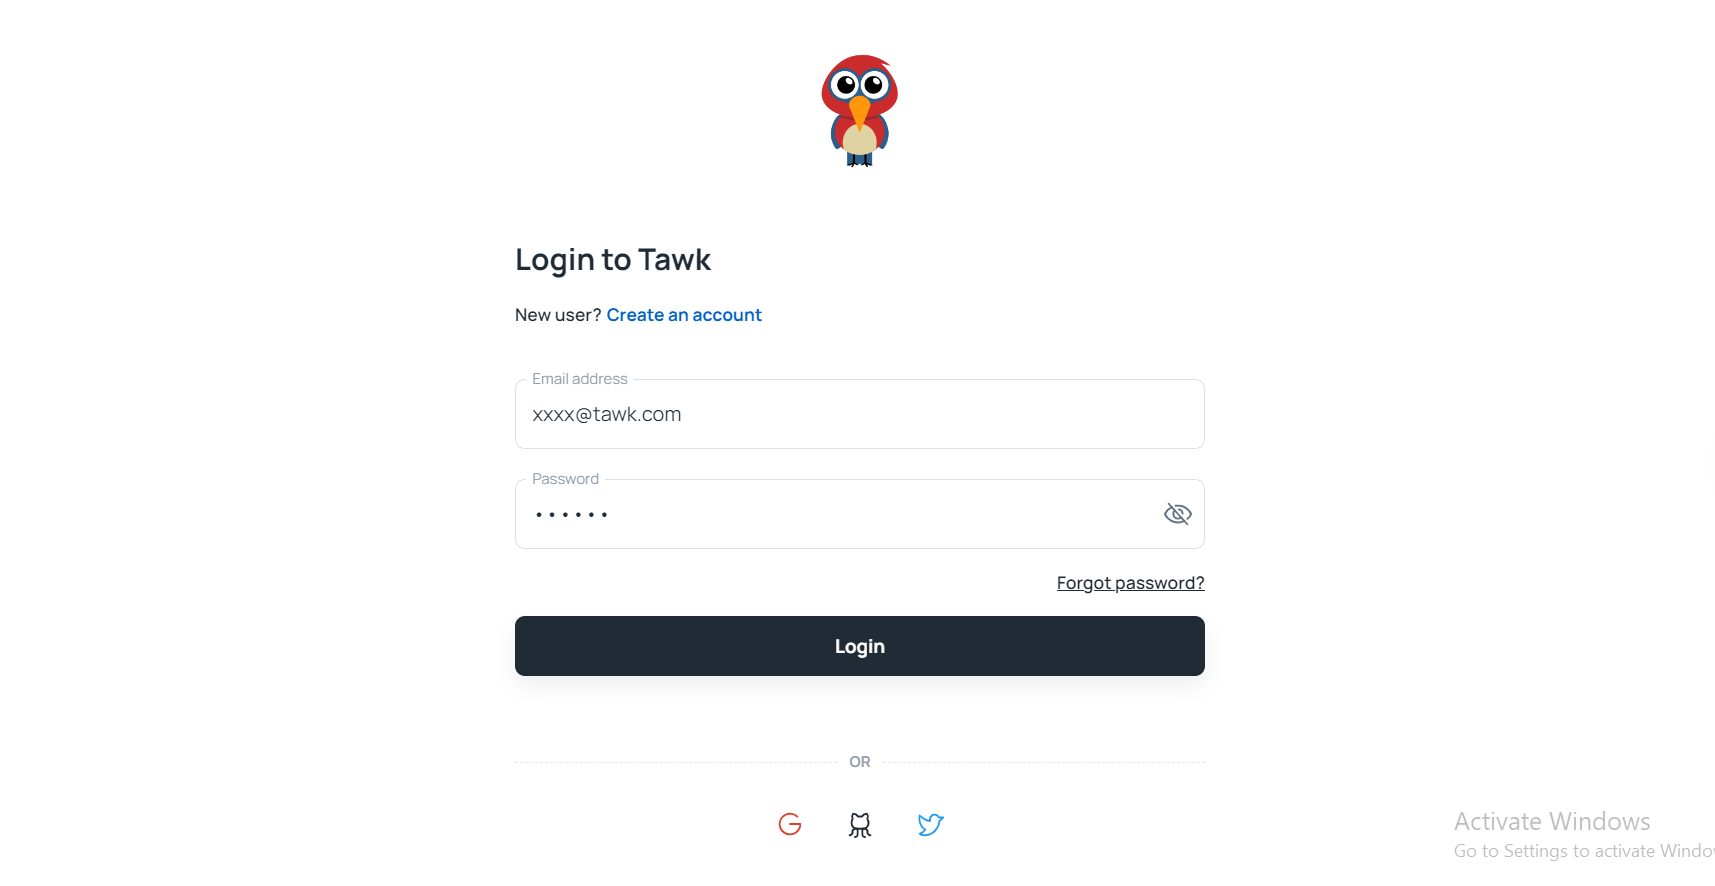 Login to Tawk
New user? Create an account
Email address
xxxx@tawk.com
Password
••••••
Forgot password?
Login
OR
Activate Windows
Go to Settings to activate Windo